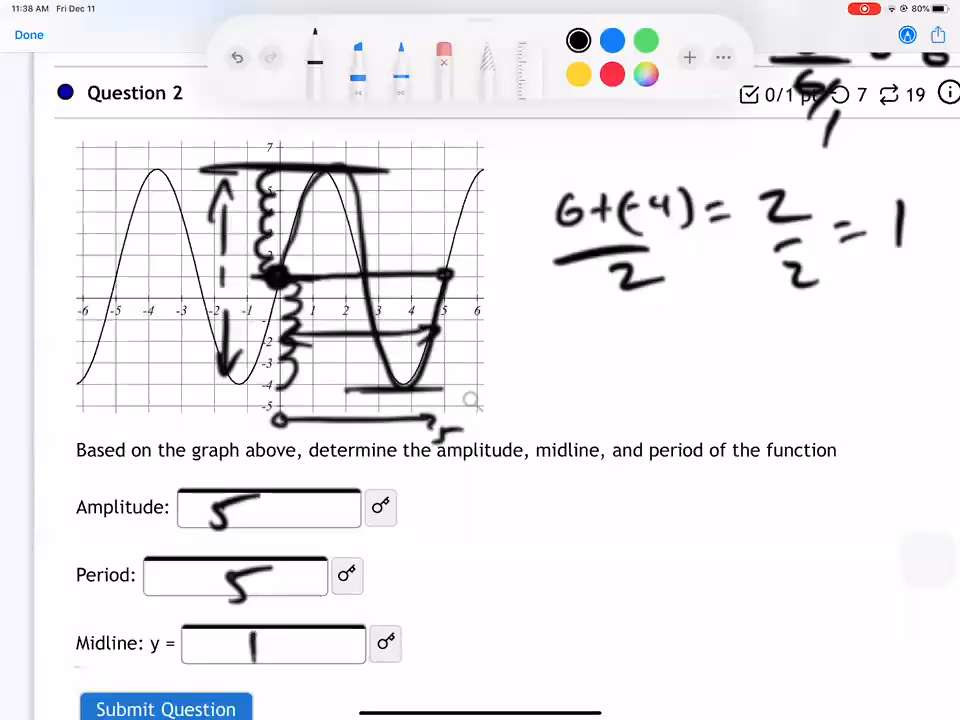 11:38 AM Fri Dec 11
80%
Done
Question 2
0/1 pt 7 19
6+(-4) = 2 = 1
2 2
7
-6 -5 -4 -3 -2 -1 1 2 4 5 6
-2
-3
-4
-5
5
Based on the graph above, determine the amplitude, midline, and period of the function
Amplitude: 5
Period: 5
Midline: y = 1
Submit Question